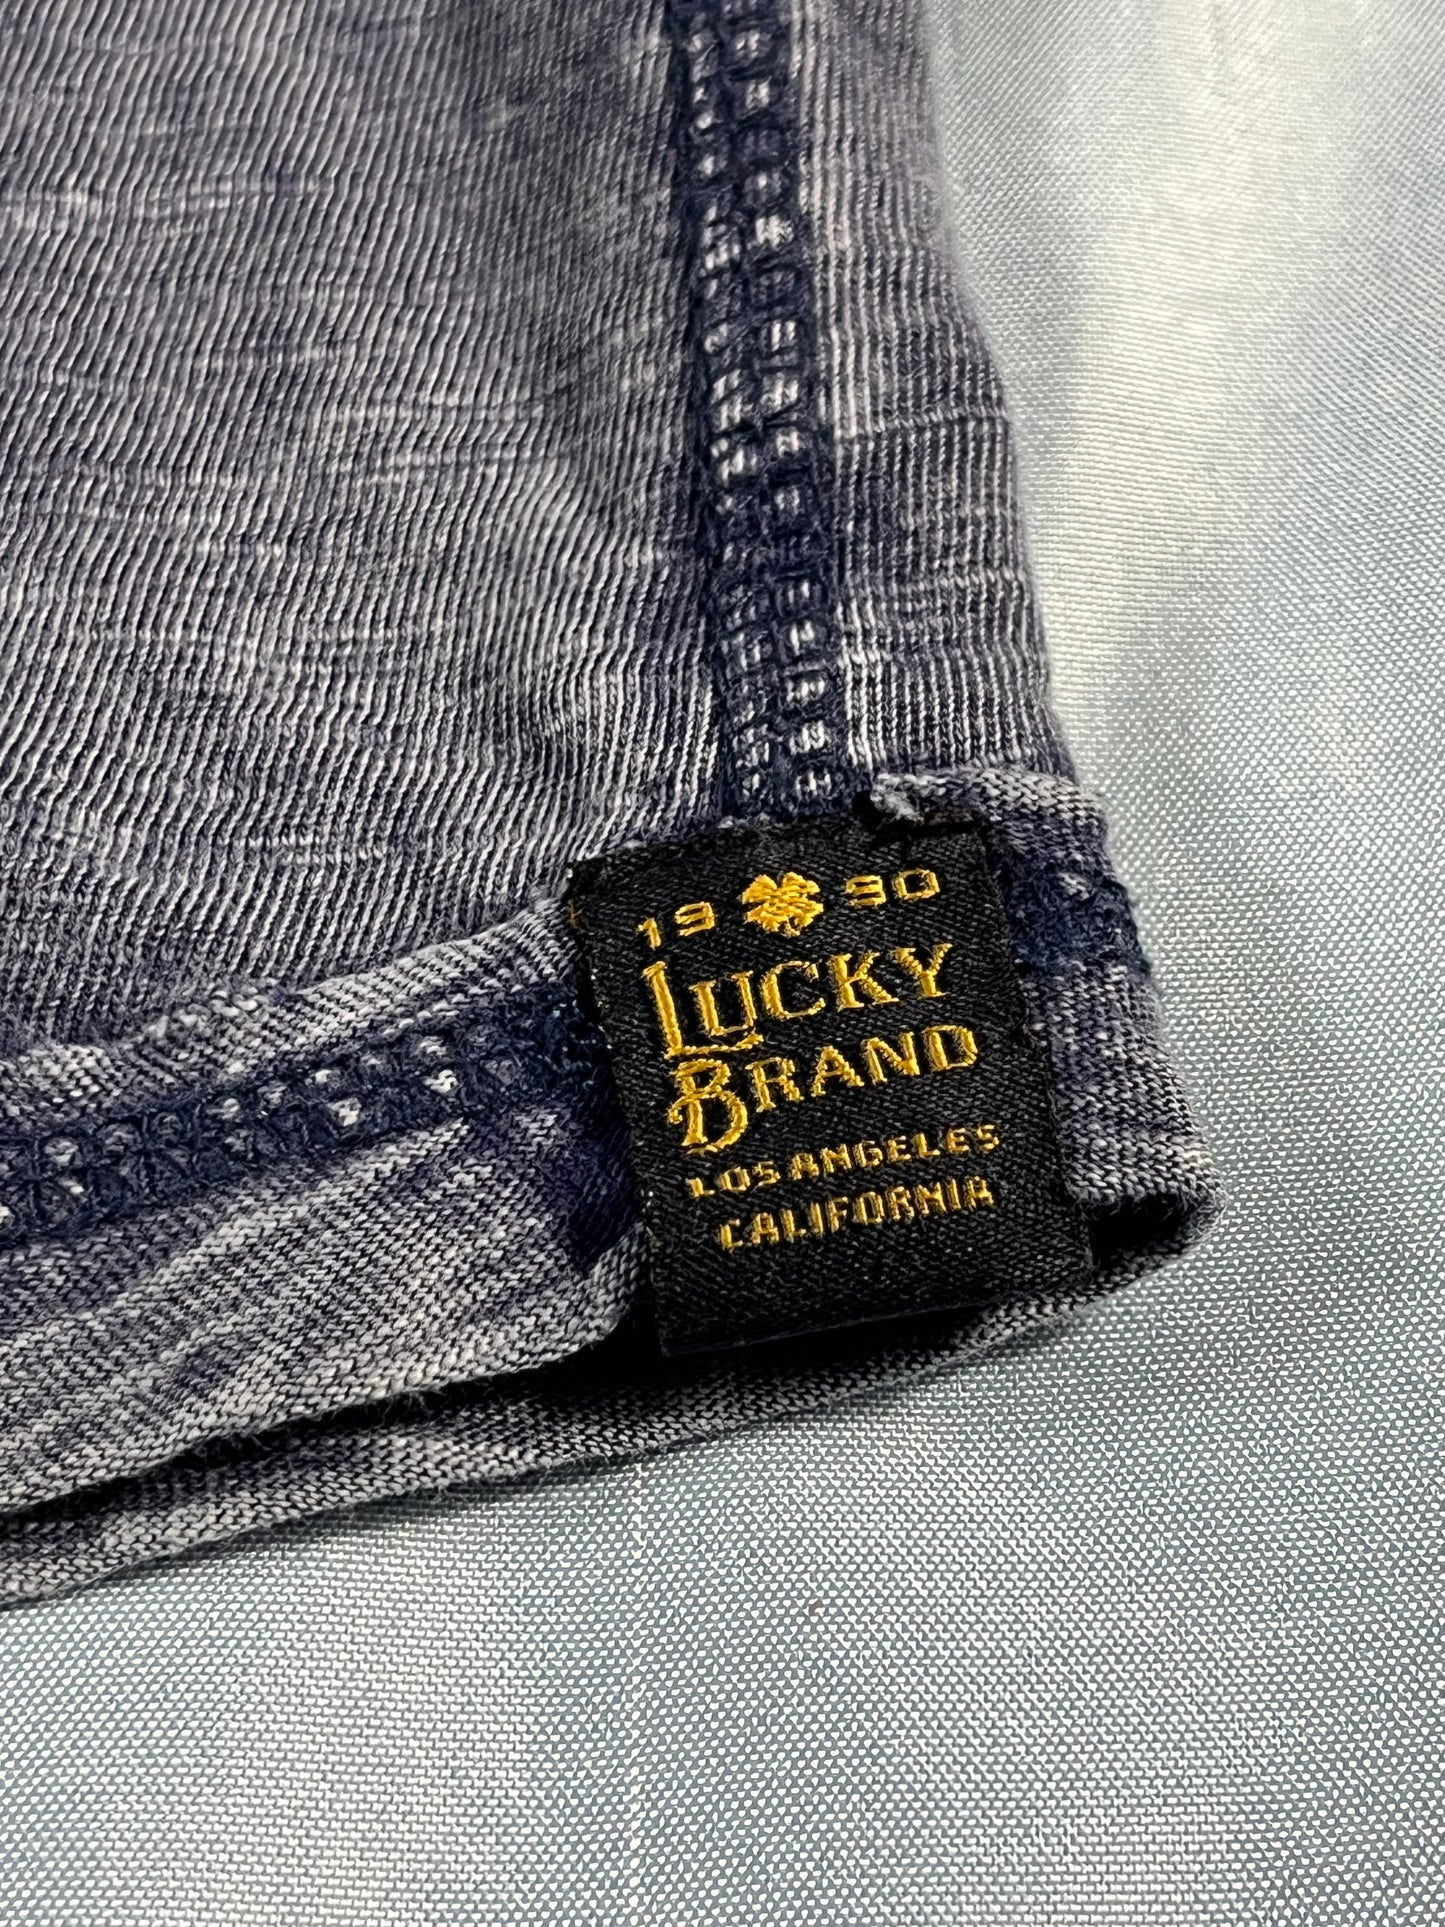 19 90
LUCKY
BRAND
LOS ANGELES
CALIFORNIA